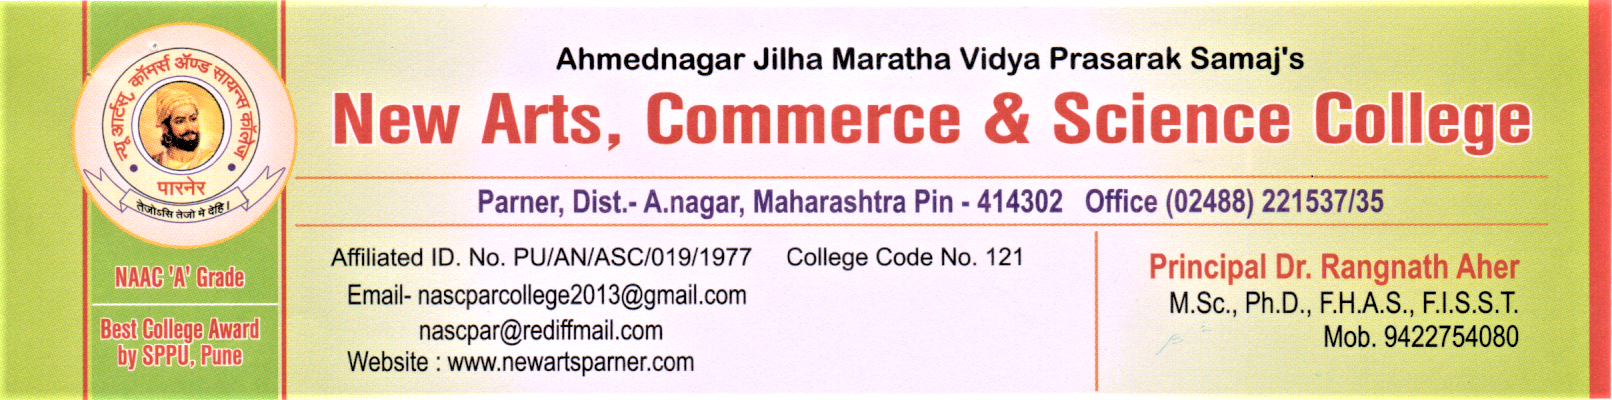 न्यू आर्टस्, कॉमर्स ॲण्ड सायन्स कॉलेज
पारनेर
तेजोऽसि तेजो मे देहि।
NAAC 'A' Grade
Best College Award
by SPPU, Pune
Ahmednagar Jilha Maratha Vidya Prasarak Samaj's
New Arts, Commerce & Science College
Parner, Dist.- A.nagar, Maharashtra Pin - 414302 Office (02488) 221537/35
Affiliated ID. No. PU/AN/ASC/019/1977 College Code No. 121
Email- nascparcollege2013@gmail.com
nascpar@rediffmail.com
Website : www.newartsparner.com
Principal Dr. Rangnath Aher
M.Sc., Ph.D., F.H.A.S., F.I.S.S.T.
Mob. 9422754080